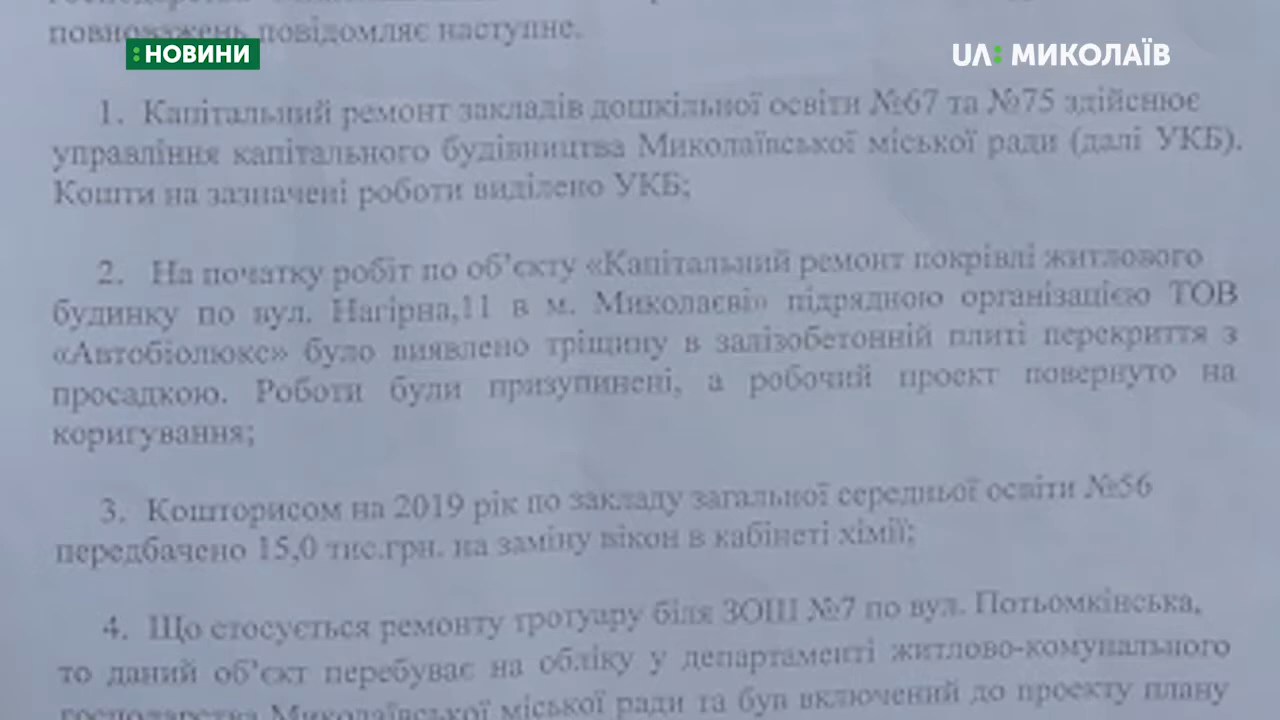 повноважень повідомляє наступне.
:НОВИНИ
UA: МИКОЛАЇВ
1. Капітальний ремонт закладів дошкільної освіти №67 та №75 здійснює
управління капітального будівництва Миколаївської міської ради (далі УКБ).
Кошти на зазначені роботи виділено УКБ;
2. На початку робіт по об’єкту «Капітальний ремонт покрівлі житлового
будинку по вул. Нагірна,11 в м. Миколаєві» підрядною організацією ТОВ
«Автобіолюкс» було виявлено тріщину в залізобетонній плиті перекриття з
просадкою. Роботи були призупинені, а робочий проект повернуто на
коригування;
3. Кошторисом на 2019 рік по закладу загальної середньої освіти №56
передбачено 15,0 тис.грн. на заміну вікон в кабінеті хімії;
4. Що стосується ремонту тротуару біля ЗОШ №7 по вул. Потьомкінська,
то даний об’єкт перебуває на обліку у департаменті житлово-комунального
господарства Миколаївської міської ради та був включений до проекту плану